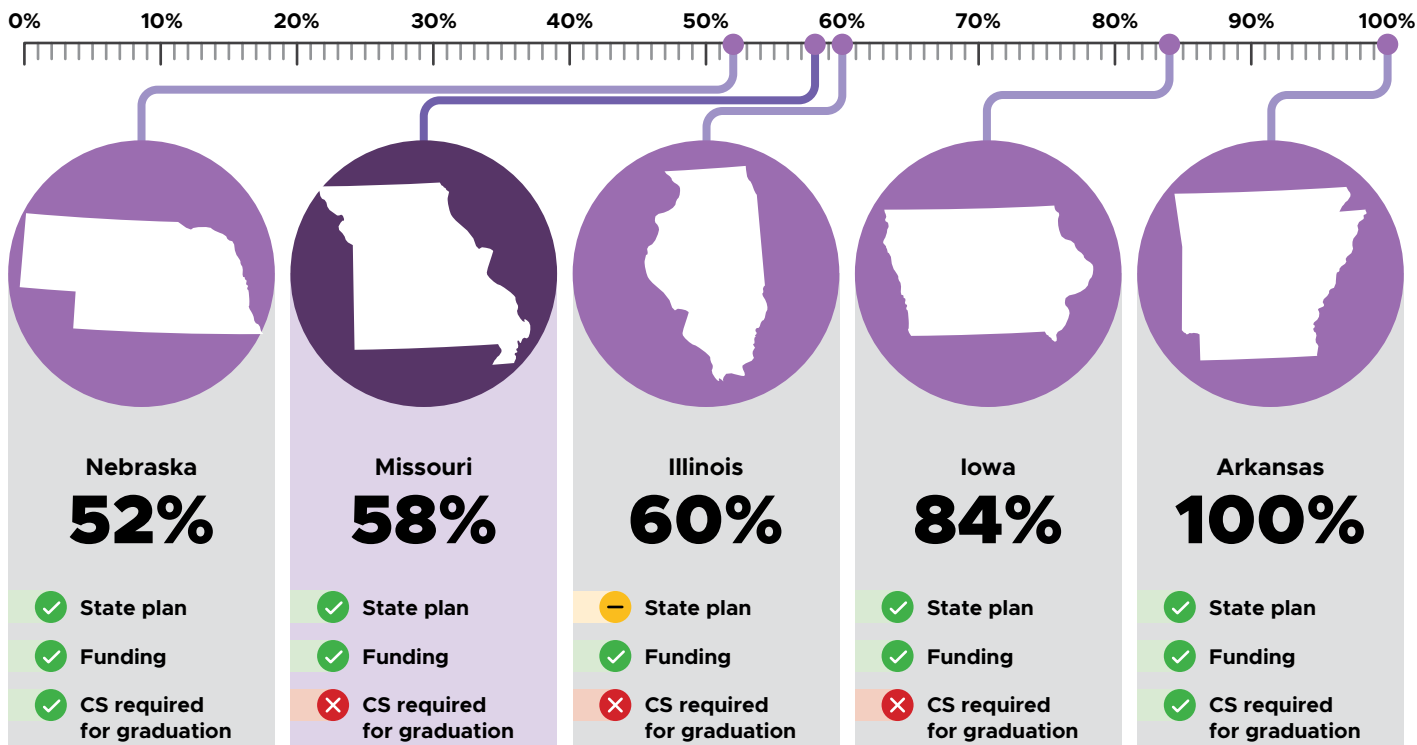 0% 10% 20% 30% 40% 50% 60% 70% 80% 90% 100%
Nebraska
52%
State plan
Funding
CS required
for graduation
Missouri
58%
State plan
Funding
CS required
for graduation
Illinois
60%
State plan
Funding
CS required
for graduation
Iowa
84%
State plan
Funding
CS required
for graduation
Arkansas
100%
State plan
Funding
CS required
for graduation